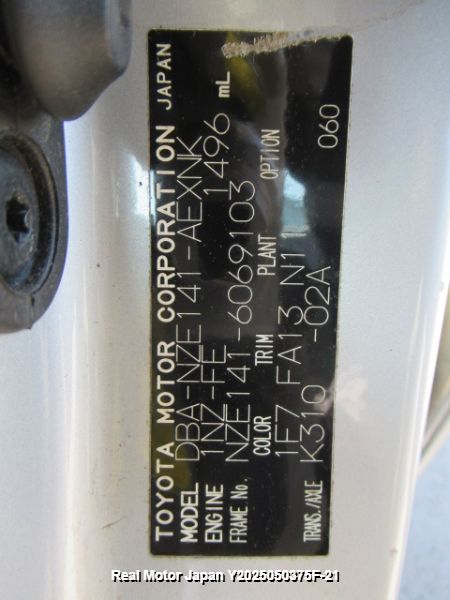 TOYOTA MOTOR CORPORATION JAPAN
MODEL DBA-NZE141-AEXNK
ENGINE 1NZ-FE 1496 mL
FRAME No. NZE141-6069103
COLOR TRIM PLANT OPTION
1F7 FA13 N11
TRANS./AXLE K310 -02A 060
Real Motor Japan Y2025050375F-21